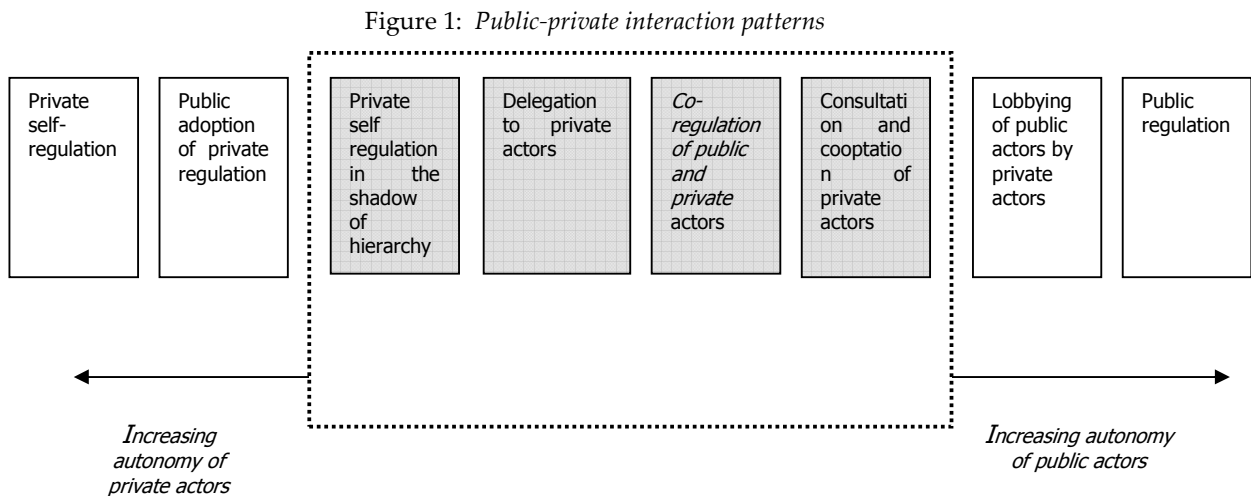 Figure 1: Public-private interaction patterns
Private
self-
regulation
Public
adoption
of private
regulation
Private
self
regulation
in the
shadow
of
hierarchy
Delegation
to private
actors
Co-
regulation
of public
and
private
actors
Consultati
on and
cooptatio
n of
private
actors
Lobbying
of public
actors by
private
actors
Public
regulation
Increasing
autonomy of
private actors
Increasing autonomy
of public actors